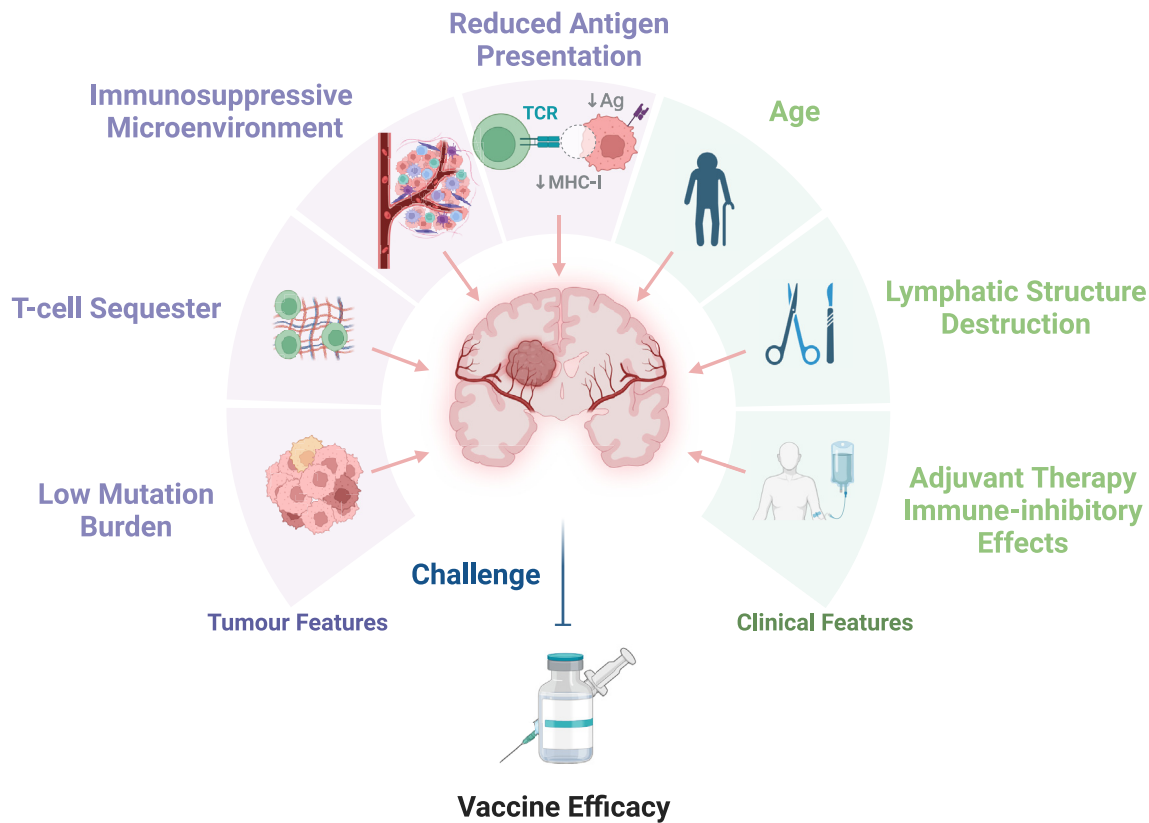 Reduced Antigen
Presentation
Immunosuppressive
Microenvironment
TCR
↓Ag
↓MHC-I
Age
T-cell Sequester
Lymphatic Structure
Destruction
Low Mutation
Burden
Adjuvant Therapy
Immune-inhibitory
Effects
Challenge
Tumour Features
Clinical Features
Vaccine Efficacy